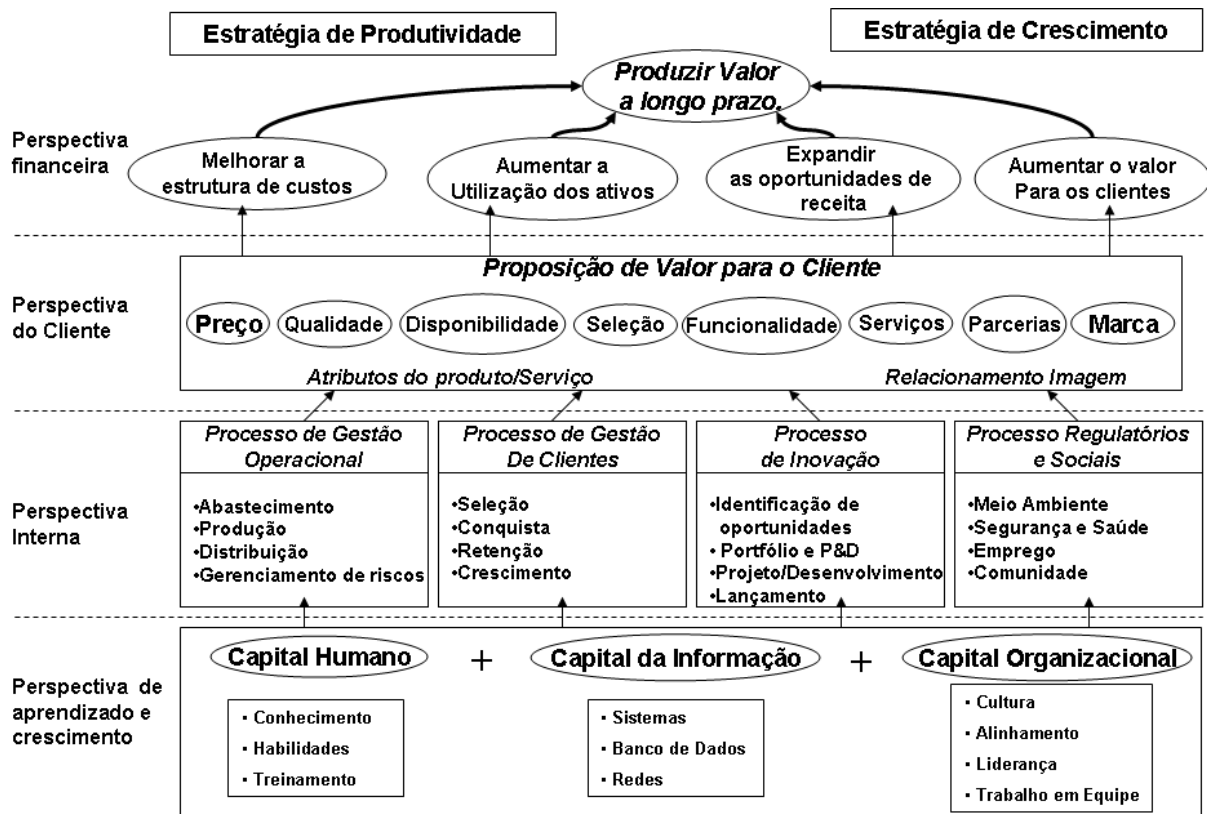 Estratégia de Produtividade
Estratégia de Crescimento
Produzir Valor
a longo prazo.
Perspectiva
financeira
Melhorar a
estrutura de custos
Aumentar a
Utilização dos ativos
Expandir
as oportunidades de
receita
Aumentar o valor
Para os clientes
Perspectiva
do Cliente
Proposição de Valor para o Cliente
Preço
Qualidade
Disponibilidade
Seleção
Funcionalidade
Serviços
Parcerias
Marca
Atributos do produto/Serviço
Relacionamento Imagem
Perspectiva
Interna
Processo de Gestão
Operacional
•Abastecimento
•Produção
•Distribuição
•Gerenciamento de riscos
Processo de Gestão
De Clientes
•Seleção
•Conquista
•Retenção
•Crescimento
Processo
de Inovação
•Identificação de
oportunidades
• Portfólio e P&D
•Projeto/Desenvolvimento
•Lançamento
Processo Regulatórios
e Sociais
•Meio Ambiente
•Segurança e Saúde
•Emprego
•Comunidade
Perspectiva de
aprendizado e
crescimento
Capital Humano
+
Capital da Informação
+
Capital Organizacional
▪ Conhecimento
▪ Habilidades
▪ Treinamento
▪ Sistemas
▪ Banco de Dados
▪ Redes
▪ Cultura
▪ Alinhamento
▪ Liderança
▪ Trabalho em Equipe